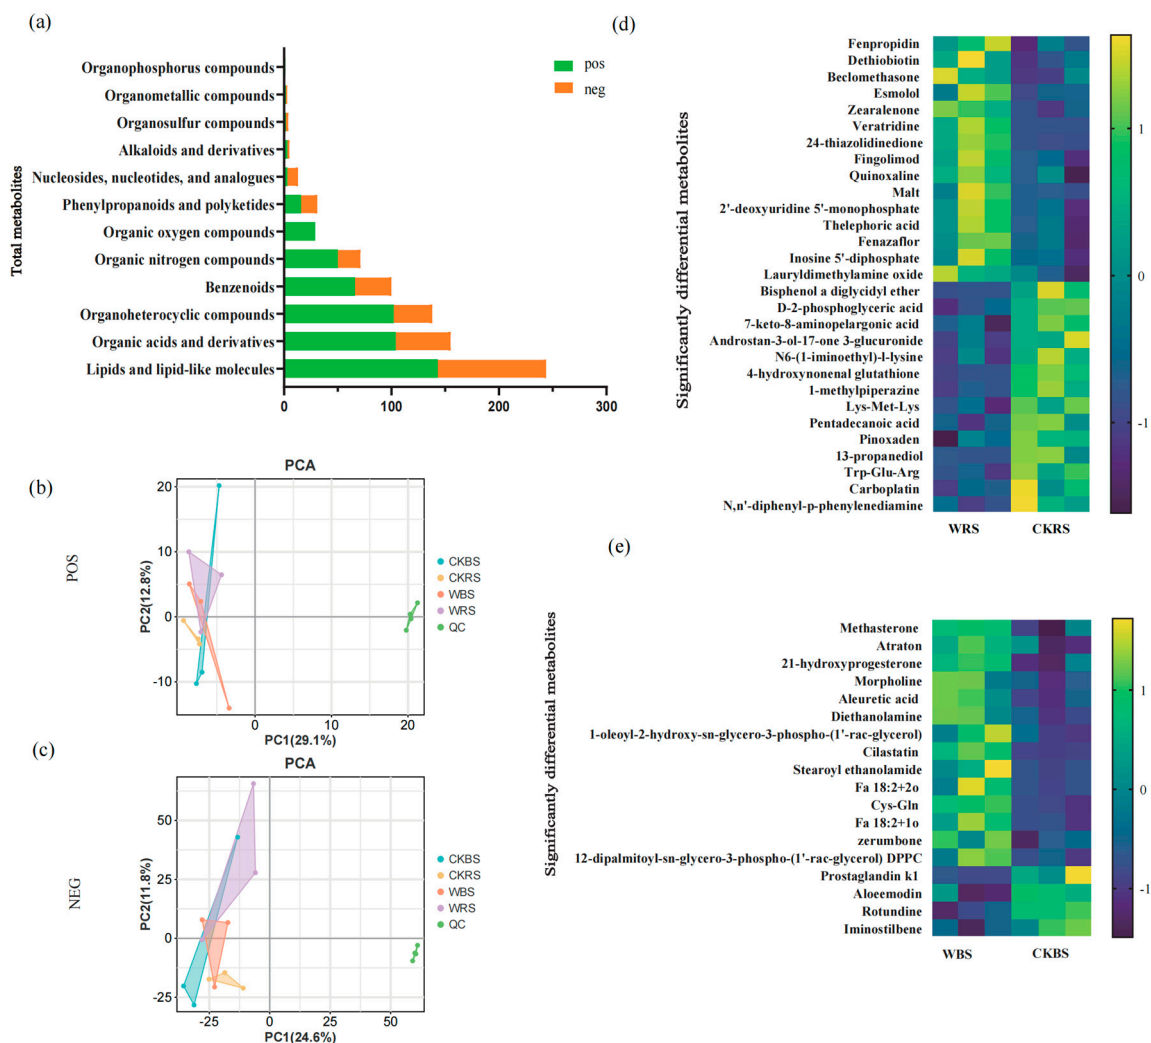 (a)
Total metabolites
Organophosphorus compounds
Organometallic compounds
Organosulfur compounds
Alkaloids and derivatives
Nucleosides, nucleotides, and analogues
Phenylpropanoids and polyketides
Organic oxygen compounds
Organic nitrogen compounds
Benzenoids
Organoheterocyclic compounds
Organic acids and derivatives
Lipids and lipid-like molecules
0 100 200 300
pos
neg
(b)
POS
PCA
PC2(12.8%)
20
10
0
-10
0 10 20
PC1(29.1%)
CKBS
CKRS
WBS
WRS
QC
(c)
NEG
PCA
PC2(11.8%)
50
25
0
-25
-25 0 25 50
PC1(24.6%)
CKBS
CKRS
WBS
WRS
QC
(d)
Significantly differential metabolites
Fenpropidin
Dethiobiotin
Beclomethasone
Esmolol
Zearalenone
Veratridine
24-thiazolidinedione
Fingolimod
Quinoxaline
Malt
2'-deoxyuridine 5'-monophosphate
Thelephoric acid
Fenazaflor
Inosine 5'-diphosphate
Lauryldimethylamine oxide
Bisphenol a diglycidyl ether
D-2-phosphoglyceric acid
7-keto-8-aminopelargonic acid
Androstan-3-ol-17-one 3-glucuronide
N6-(1-iminoethyl)-l-lysine
4-hydroxynonenal glutathione
1-methylpiperazine
Lys-Met-Lys
Pentadecanoic acid
Pinoxaden
13-propanediol
Trp-Glu-Arg
Carboplatin
N,n'-diphenyl-p-phenylenediamine
WRS CKRS
1
0
-1
(e)
Significantly differential metabolites
Methasterone
Atraton
21-hydroxyprogesterone
Morpholine
Aleuretic acid
Diethanolamine
1-oleoyl-2-hydroxy-sn-glycero-3-phospho-(1'-rac-glycerol)
Cilastatin
Stearoyl ethanolamide
Fa 18:2+2o
Cys-Gln
Fa 18:2+1o
zerumbone
12-dipalmitoyl-sn-glycero-3-phospho-(1'-rac-glycerol) DPPC
Prostaglandin k1
Aloeemodin
Rotundine
Iminostilbene
WBS CKBS
1
0
-1